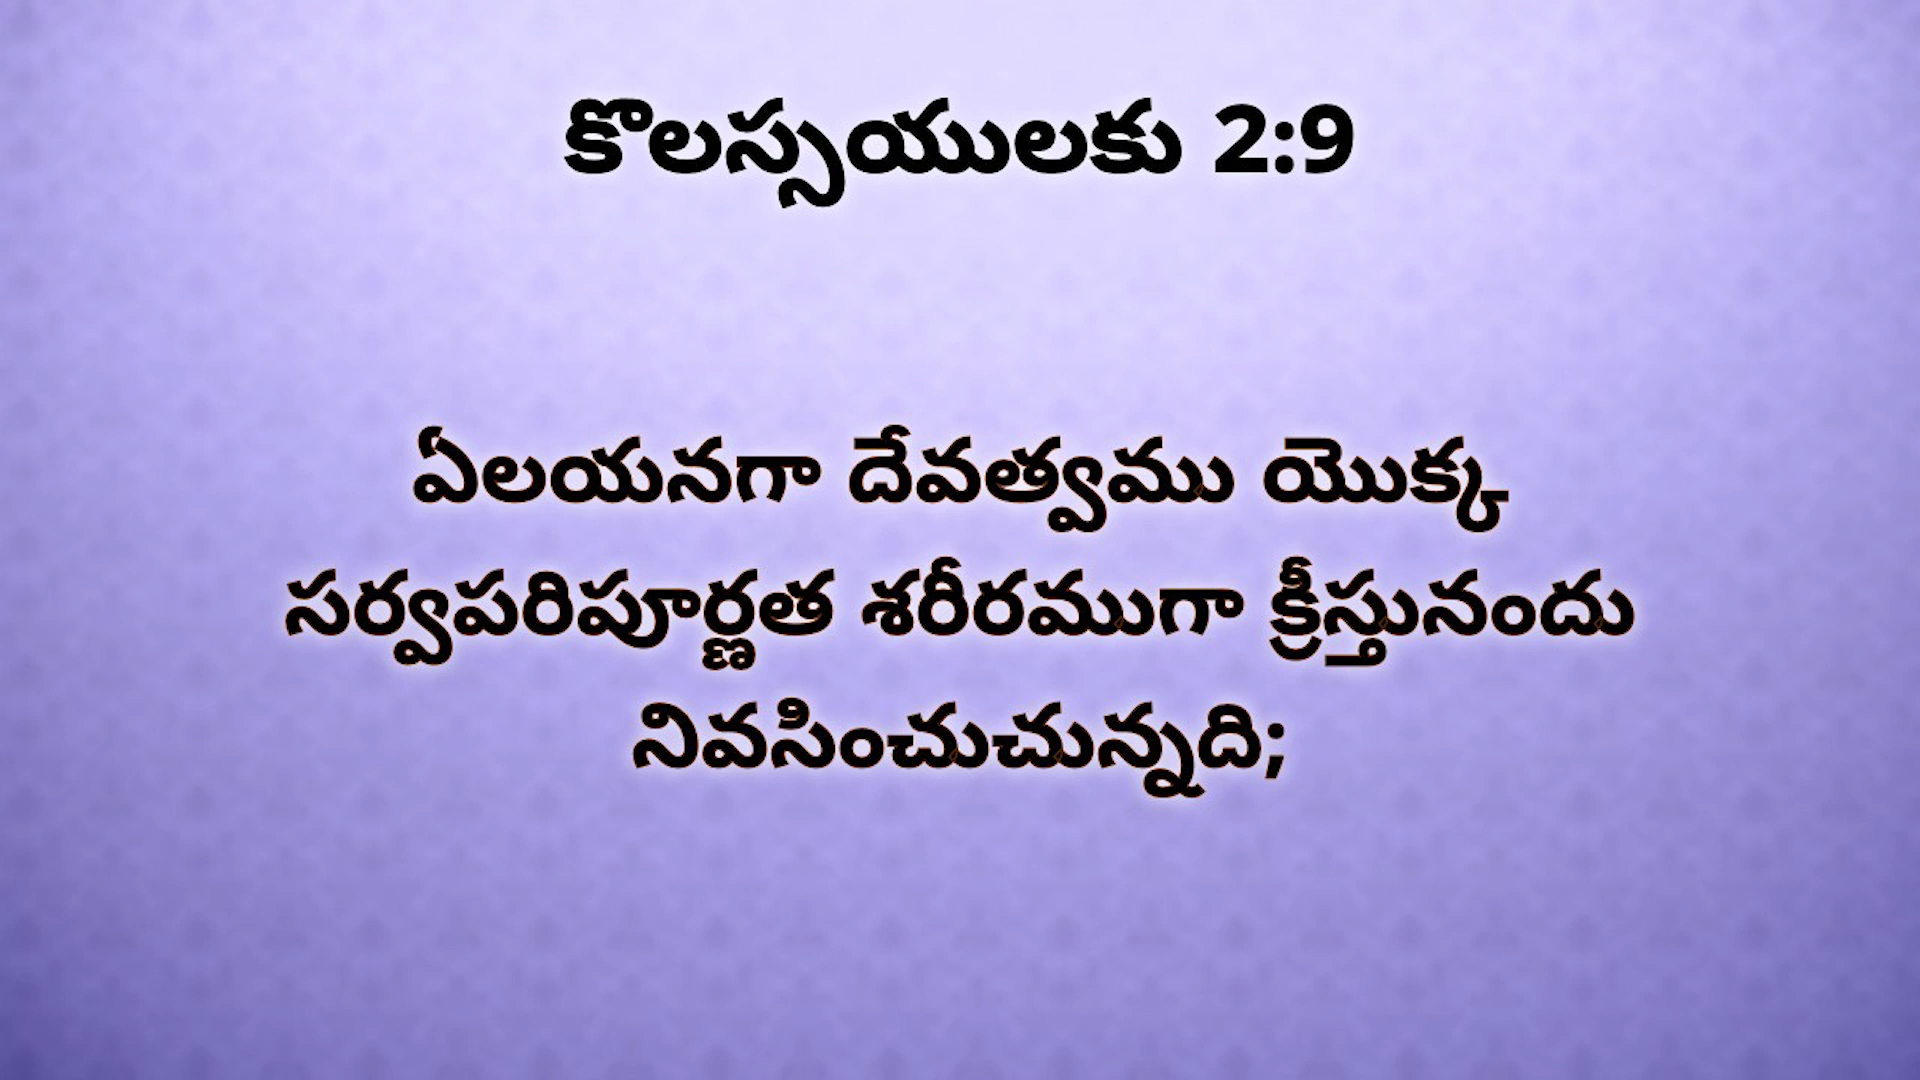 కొలస్సయులకు 2:9
ఏలయనగా దేవత్వము యొక్క
సర్వపరిపూర్ణత శరీరముగా క్రీస్తునందు
నివసించుచున్నది;